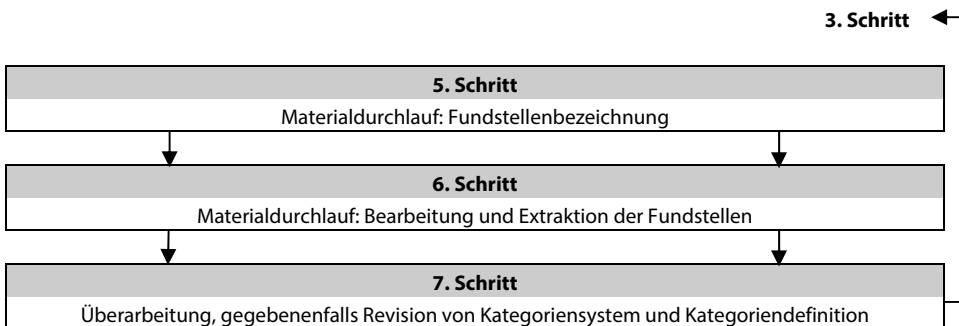 3. Schritt
5. Schritt
Materialdurchlauf: Fundstellenbezeichnung
6. Schritt
Materialdurchlauf: Bearbeitung und Extraktion der Fundstellen
7. Schritt
Überarbeitung, gegebenenfalls Revision von Kategoriensystem und Kategoriendefinition